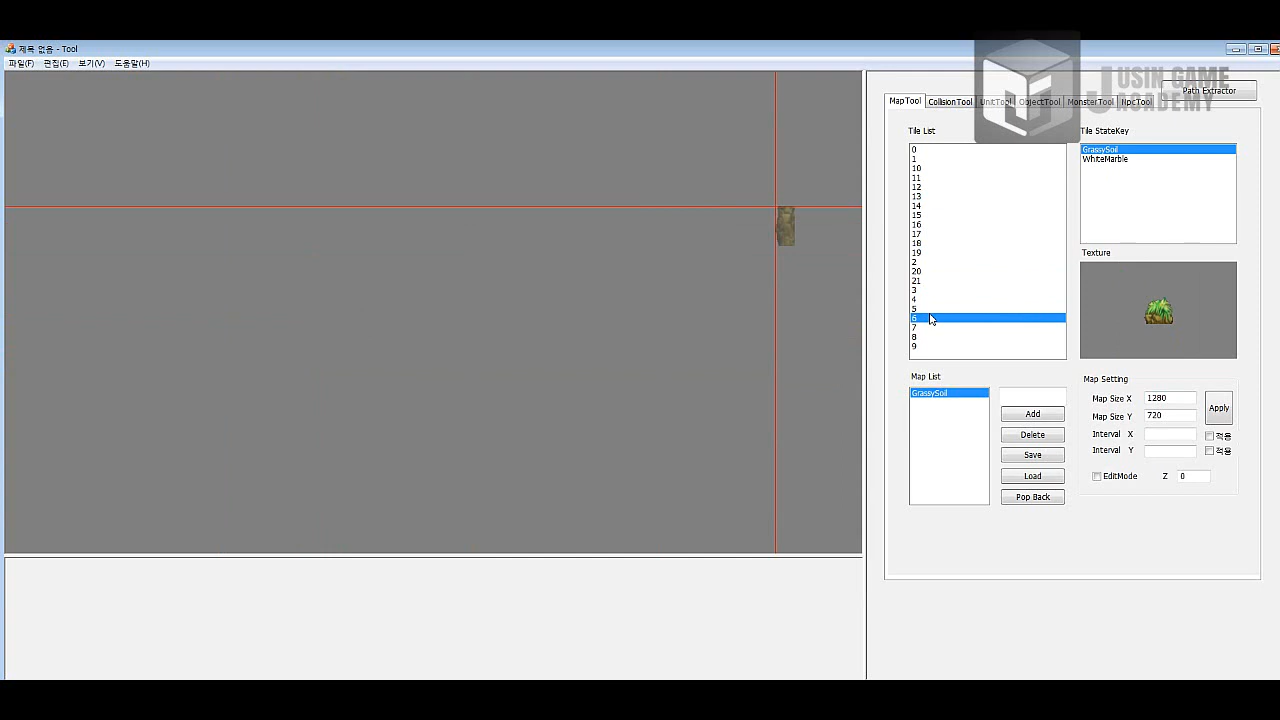 제목 없음 - Tool
파일(F) 편집(E) 보기(V) 도움말(H)
JUSIN GAME
ACADEMY
Path Extractor
MapTool CollisionTool UnitTool ObjectTool MonsterTool NpcTool
Tile List
0
1
10
11
12
13
14
15
16
17
18
19
2
20
21
3
4
5
6
7
8
9
Tile StateKey
GrassySoil
WhiteMarble
Texture
Map List
GrassySoil
Add
Delete
Save
Load
Pop Back
Map Setting
Map Size X 1280
Map Size Y 720
Apply
Interval X 적용
Interval Y 적용
EditMode Z 0